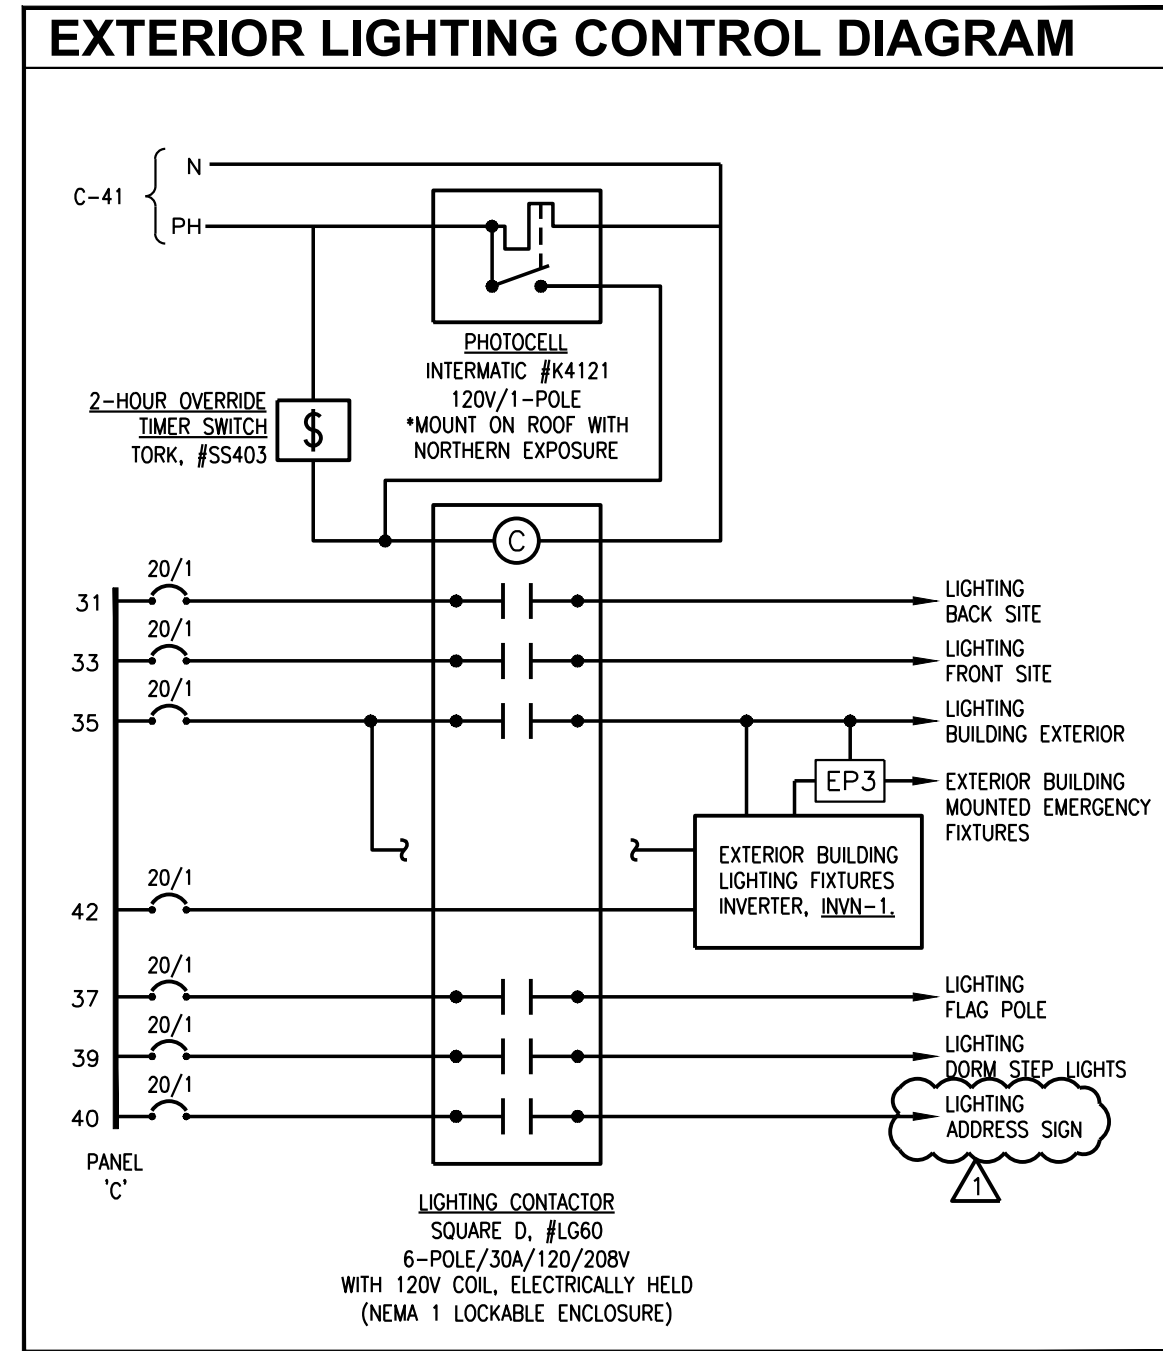 EXTERIOR LIGHTING CONTROL DIAGRAM
N
C-41
PH
PHOTOCELL
INTERMATIC #K4121
120V/1-POLE
*MOUNT ON ROOF WITH
NORTHERN EXPOSURE
2-HOUR OVERRIDE
TIMER SWITCH
TORK, #SS403
$
C
20/1
31
LIGHTING
BACK SITE
20/1
33
LIGHTING
FRONT SITE
20/1
35
LIGHTING
BUILDING EXTERIOR
EP3
EXTERIOR BUILDING
MOUNTED EMERGENCY
FIXTURES
EXTERIOR BUILDING
LIGHTING FIXTURES
INVERTER, INVN-1.
20/1
42
20/1
37
LIGHTING
FLAG POLE
20/1
39
LIGHTING
DORM STEP LIGHTS
20/1
40
LIGHTING
ADDRESS SIGN
1
PANEL
'C'
LIGHTING CONTACTOR
SQUARE D, #LG60
6-POLE/30A/120/208V
WITH 120V COIL, ELECTRICALLY HELD
(NEMA 1 LOCKABLE ENCLOSURE)